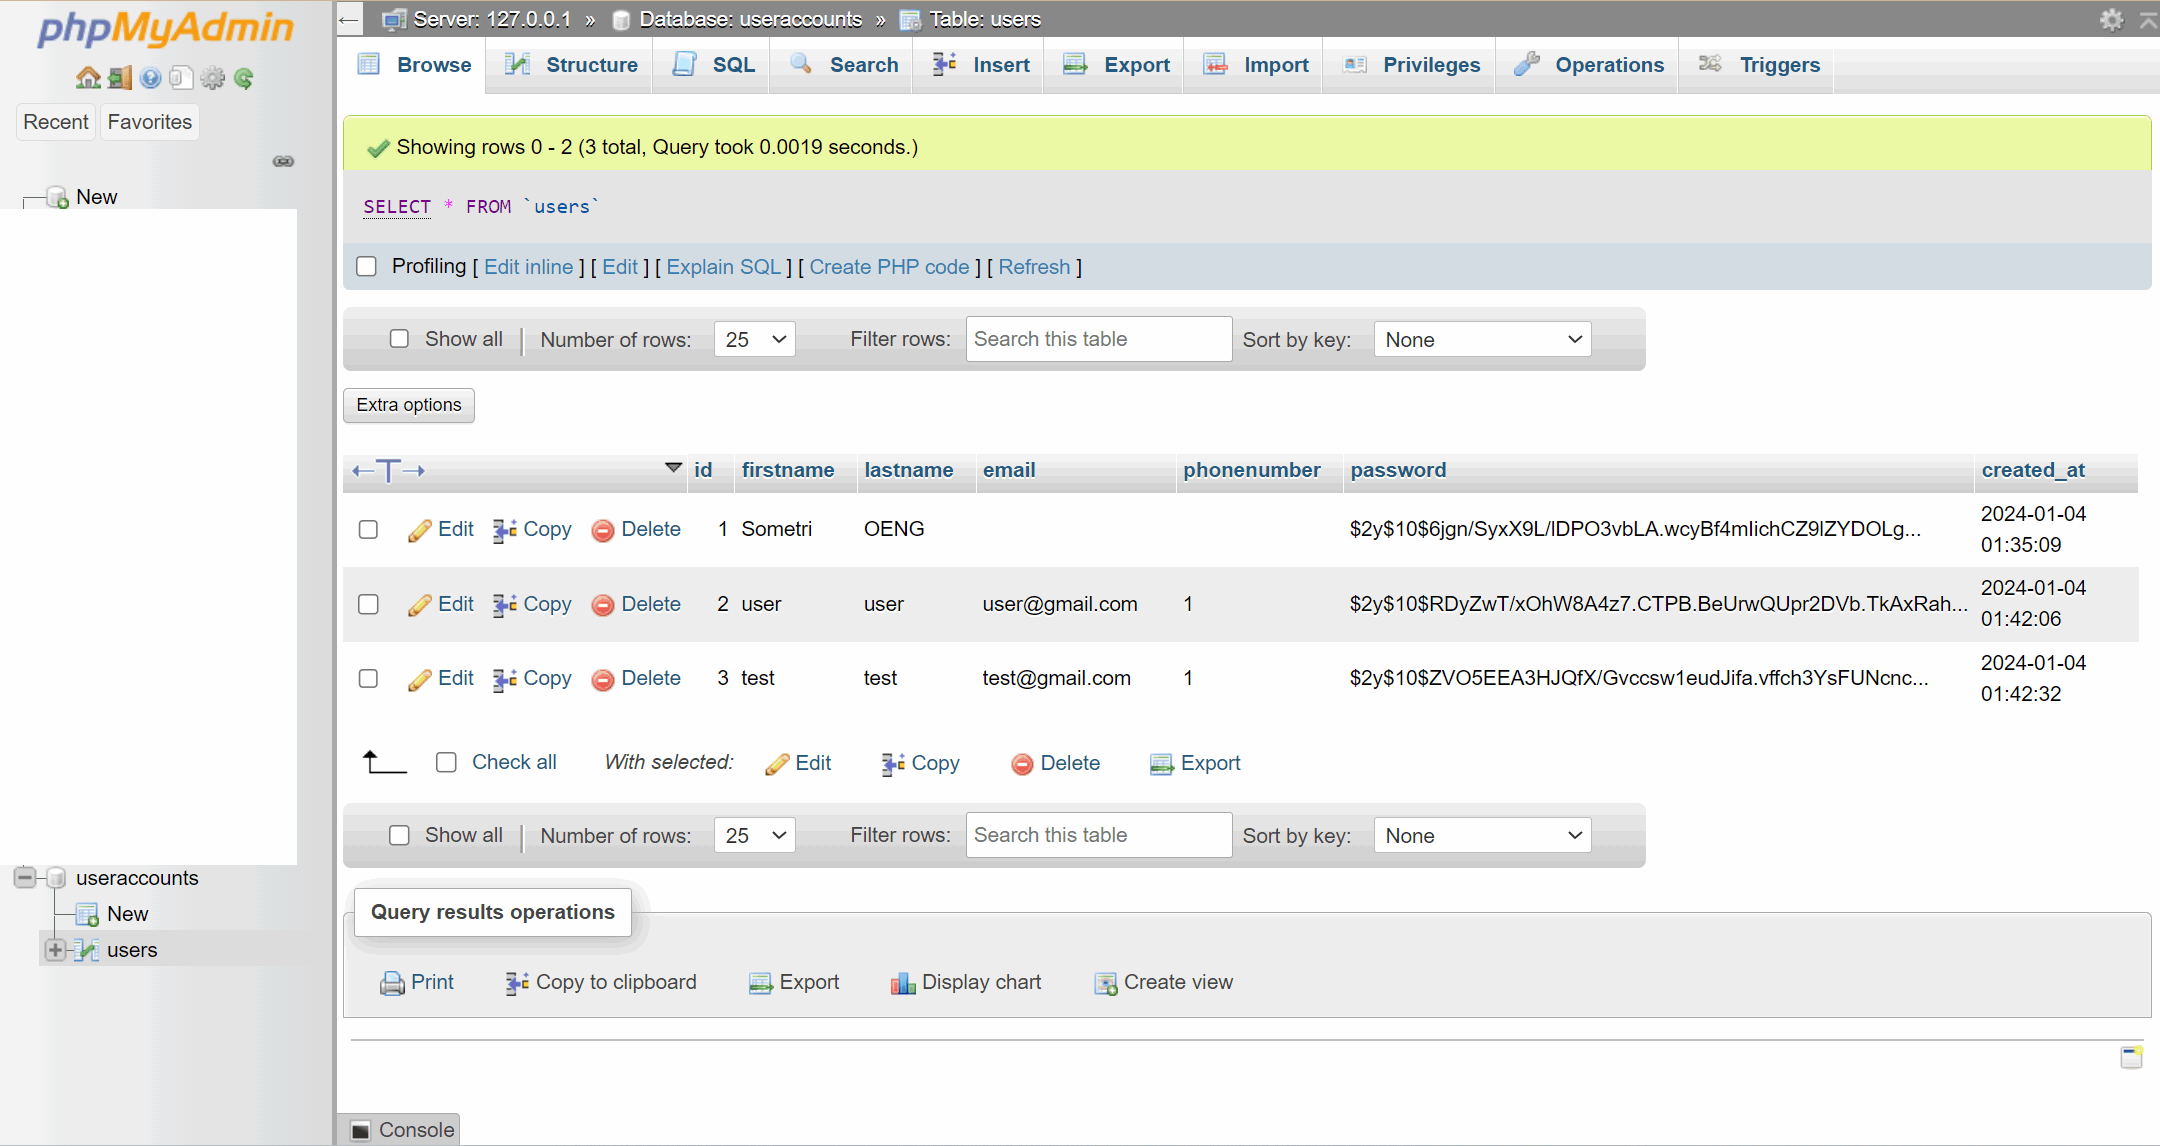 phpMyAdmin
Recent Favorites
New
useraccounts
New
users
Server: 127.0.0.1 » Database: useraccounts » Table: users
Browse Structure SQL Search Insert Export Import Privileges Operations Triggers
Showing rows 0 - 2 (3 total, Query took 0.0019 seconds.)
SELECT * FROM `users`
Profiling [ Edit inline ] [ Edit ] [ Explain SQL ] [ Create PHP code ] [ Refresh ]
Show all Number of rows: 25 Filter rows: Search this table Sort by key: None
Extra options
←T→ id firstname lastname email phonenumber password created_at
Edit Copy Delete 1 Sometri OENG $2y$10$6jgn/SyxX9L/lDPO3vbLA.wcyBf4mIichCZ9lZYDOLg... 2024-01-04
01:35:09
Edit Copy Delete 2 user user user@gmail.com 1 $2y$10$RDyZwT/xOhW8A4z7.CTPB.BeUrwQUpr2DVb.TkAxRah... 2024-01-04
01:42:06
Edit Copy Delete 3 test test test@gmail.com 1 $2y$10$ZVO5EEA3HJQfX/Gvccsw1eudJifa.vffch3YsFUNcnc... 2024-01-04
01:42:32
Check all With selected: Edit Copy Delete Export
Show all Number of rows: 25 Filter rows: Search this table Sort by key: None
Query results operations
Print Copy to clipboard Export Display chart Create view
Console